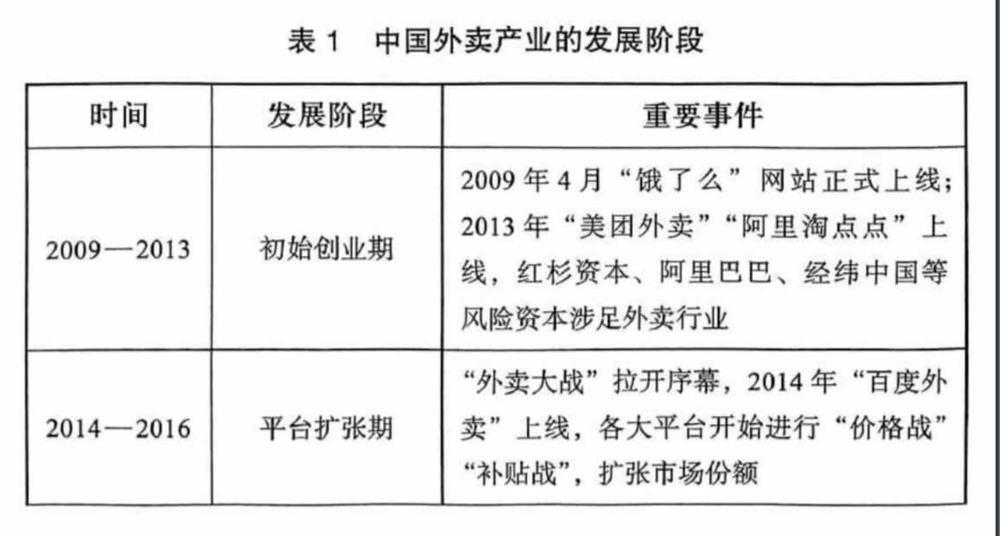 表 1 中国外卖产业的发展阶段
时间 发展阶段 重要事件
2009—2013 初始创业期
2009 年 4 月“饿了么”网站正式上线；
2013 年“美团外卖”“阿里淘点点”上
线，红杉资本、阿里巴巴、经纬中国等
风险资本涉足外卖行业
2014—2016 平台扩张期
“外卖大战”拉开序幕，2014 年“百度外
卖”上线，各大平台开始进行“价格战”
“补贴战”，扩张市场份额